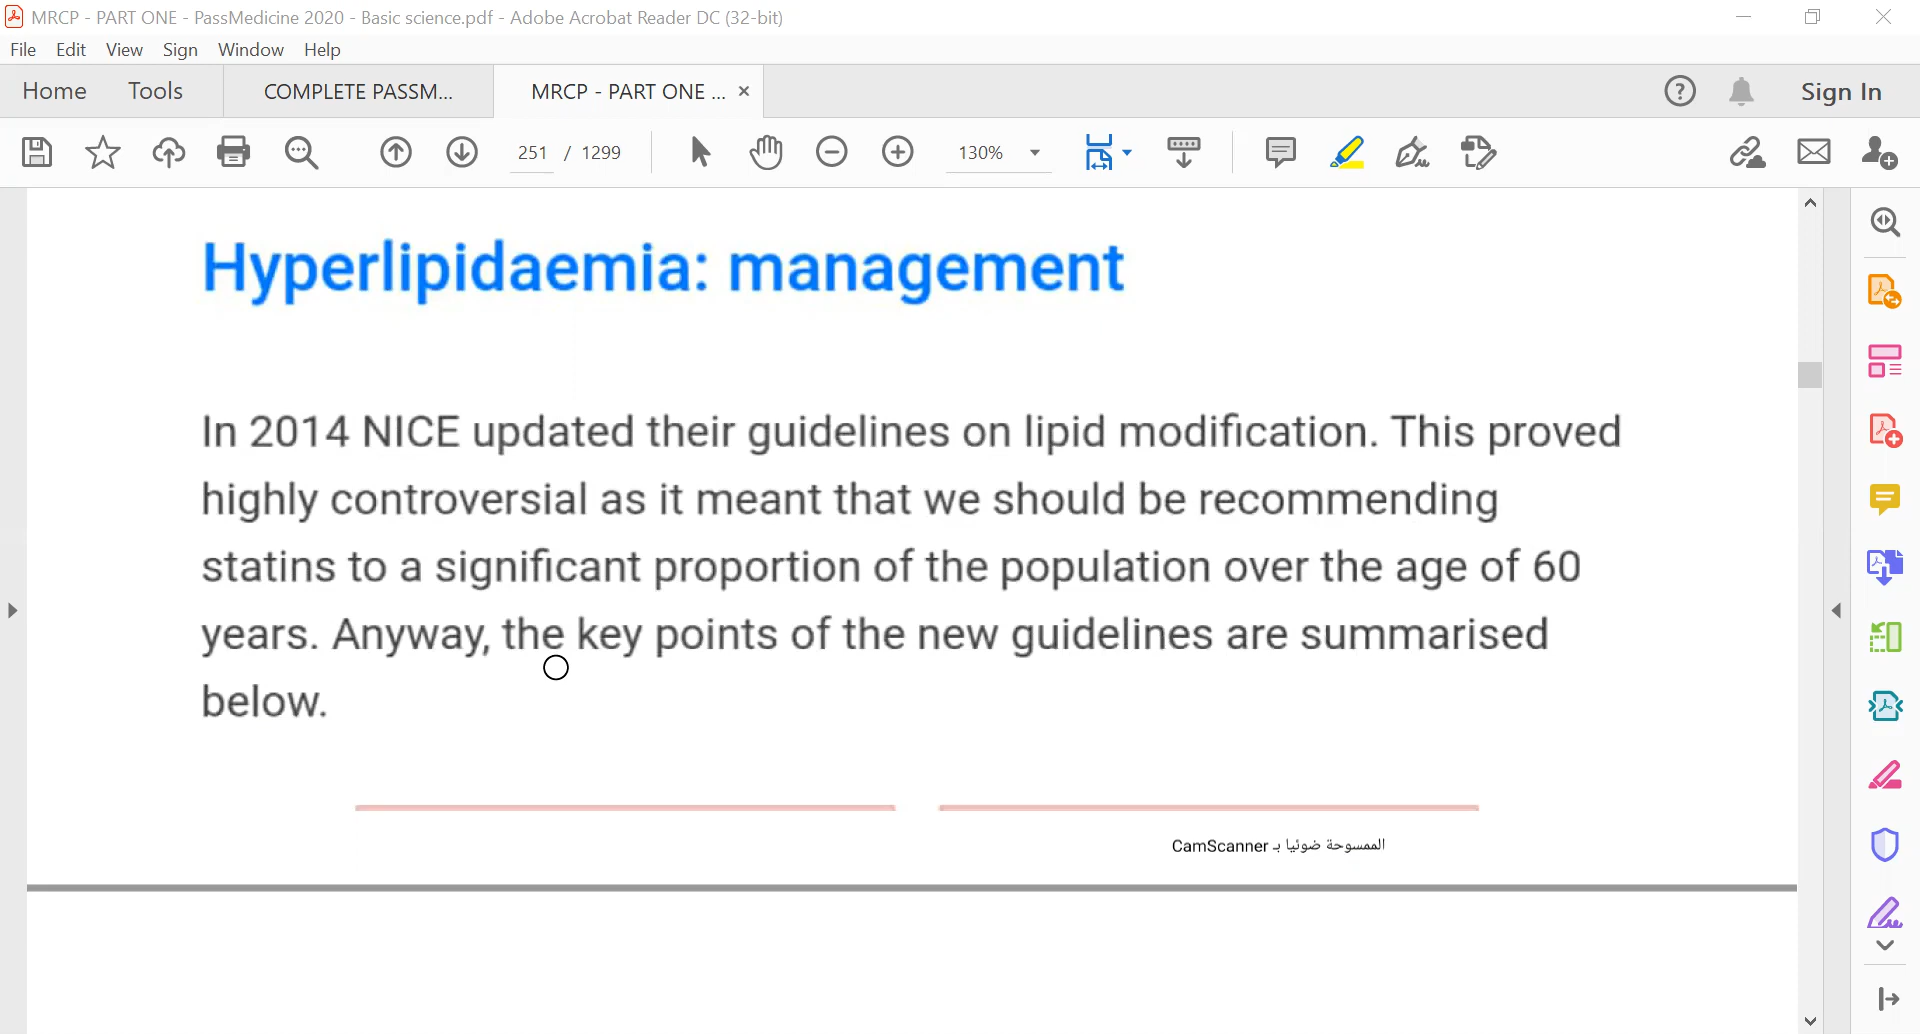 MRCP - PART ONE - PassMedicine 2020 - Basic science.pdf - Adobe Acrobat Reader DC (32-bit)
File Edit View Sign Window Help
Home Tools COMPLETE PASSM... MRCP - PART ONE ... × Sign In
251 / 1299 130%
Hyperlipidaemia: management
In 2014 NICE updated their guidelines on lipid modification. This proved
highly controversial as it meant that we should be recommending
statins to a significant proportion of the population over the age of 60
years. Anyway, the key points of the new guidelines are summarised
below.
الممسوحة ضوئيا بـ CamScanner